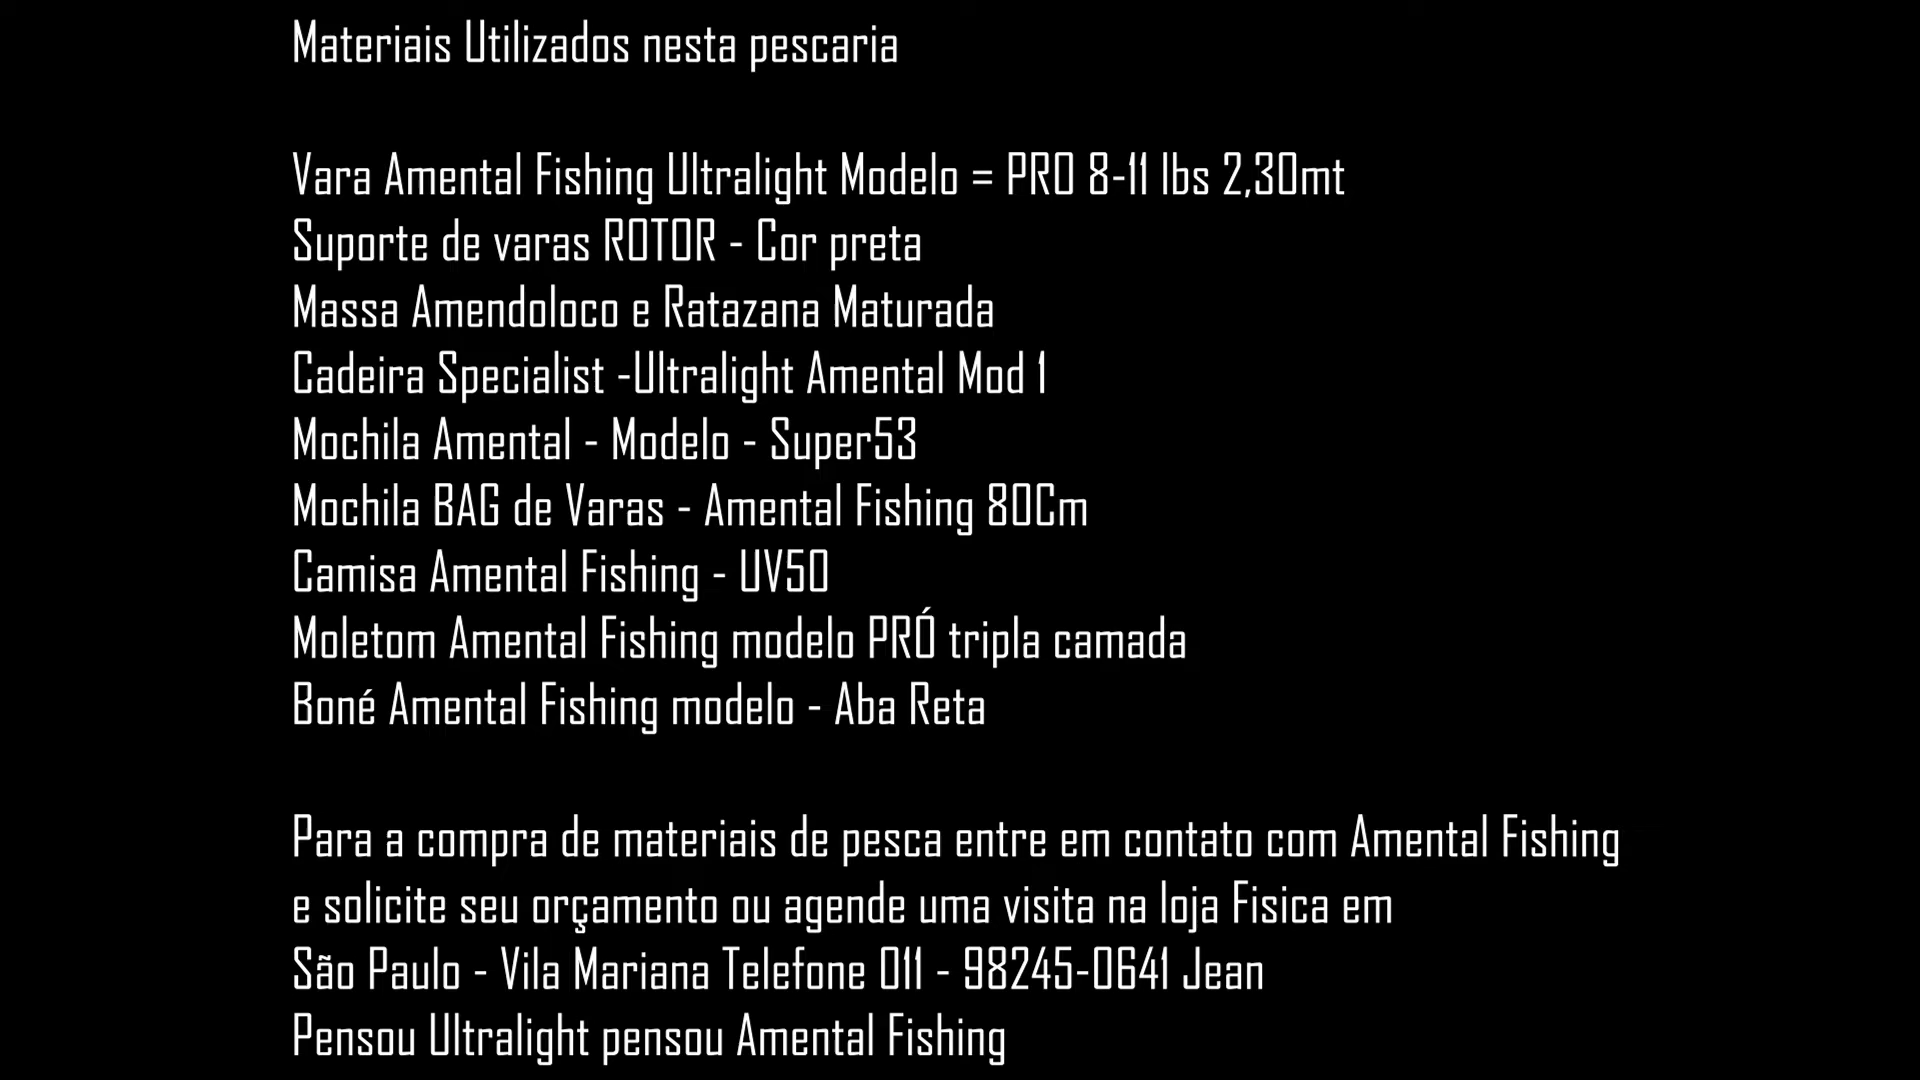 Materiais Utilizados nesta pescaria
Vara Amental Fishing Ultralight Modelo = PRO 8-11 lbs 2,30mt
Suporte de varas ROTOR - Cor preta
Massa Amendoloco e Ratazana Maturada
Cadeira Specialist -Ultralight Amental Mod 1
Mochila Amental - Modelo - Super53
Mochila BAG de Varas - Amental Fishing 80Cm
Camisa Amental Fishing - UV50
Moletom Amental Fishing modelo PRÓ tripla camada
Boné Amental Fishing modelo - Aba Reta
Para a compra de materiais de pesca entre em contato com Amental Fishing
e solicite seu orçamento ou agende uma visita na loja Fisica em
São Paulo - Vila Mariana Telefone 011 - 98245-0641 Jean
Pensou Ultralight pensou Amental Fishing